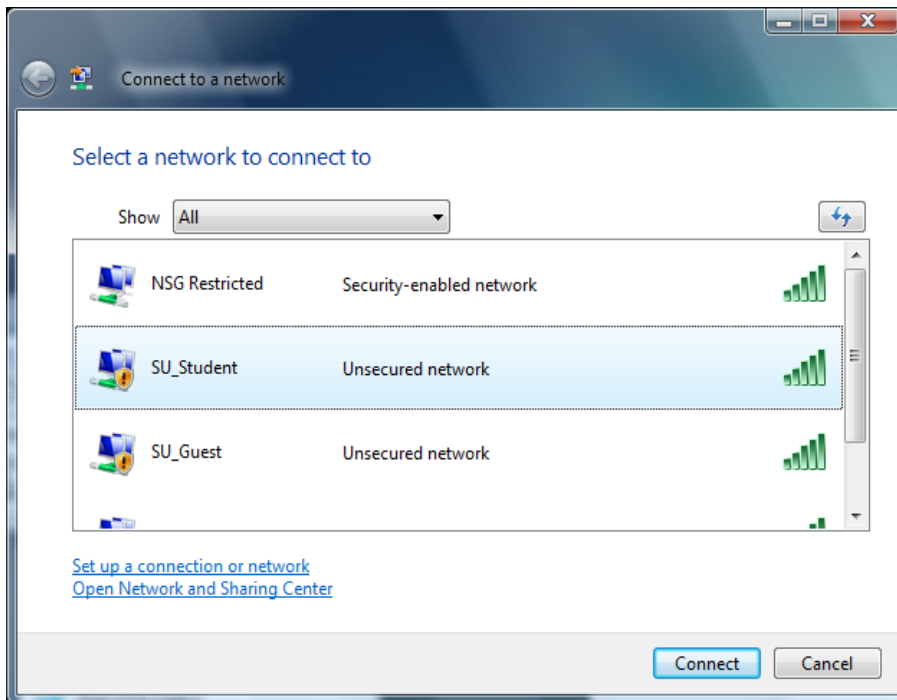 Connect to a network
Select a network to connect to
Show All
NSG Restricted Security-enabled network
SU_Student Unsecured network
SU_Guest Unsecured network
Set up a connection or network
Open Network and Sharing Center
Connect Cancel